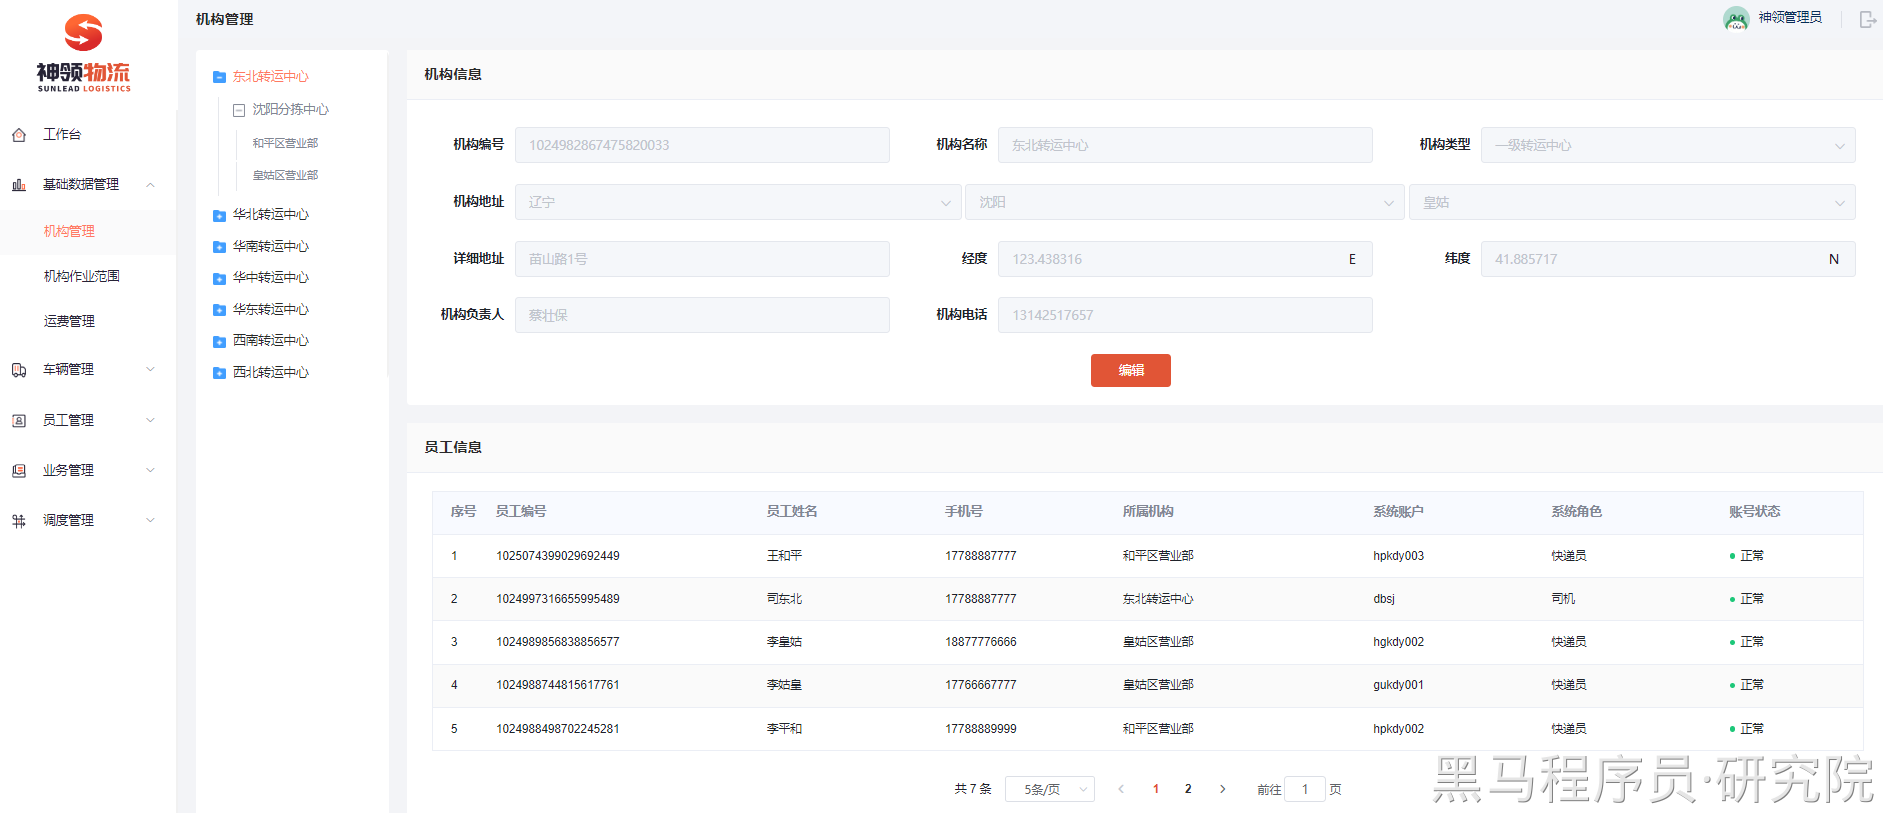 神领物流
SUNLEAD LOGISTICS
工作台
基础数据管理
机构管理
机构作业范围
运费管理
车辆管理
员工管理
业务管理
调度管理
机构管理
神领管理员
东北转运中心
沈阳分拣中心
和平区营业部
皇姑区营业部
华北转运中心
华南转运中心
华中转运中心
华东转运中心
西南转运中心
西北转运中心
机构信息
机构编号 1024982867475820033 机构名称 东北转运中心 机构类型 一级转运中心
机构地址 辽宁 沈阳 皇姑
详细地址 苗山路1号 经度 123.438316 E 纬度 41.885717 N
机构负责人 蔡壮保 机构电话 13142517657
编辑
员工信息
序号 员工编号 员工姓名 手机号 所属机构 系统账户 系统角色 账号状态
1 1025074399029692449 王和平 17788887777 和平区营业部 hpkdy003 快递员 正常
2 1024997316655995489 司东北 17788887777 东北转运中心 dbsj 司机 正常
3 1024989856838856577 李皇姑 18877776666 皇姑区营业部 hgkdy002 快递员 正常
4 1024988744815617761 李姑皇 17766667777 皇姑区营业部 gukdy001 快递员 正常
5 1024988498702245281 李平和 17788889999 和平区营业部 hpkdy002 快递员 正常
共 7 条 5条/页 1 2 前往 1 页
黑马程序员·研究院